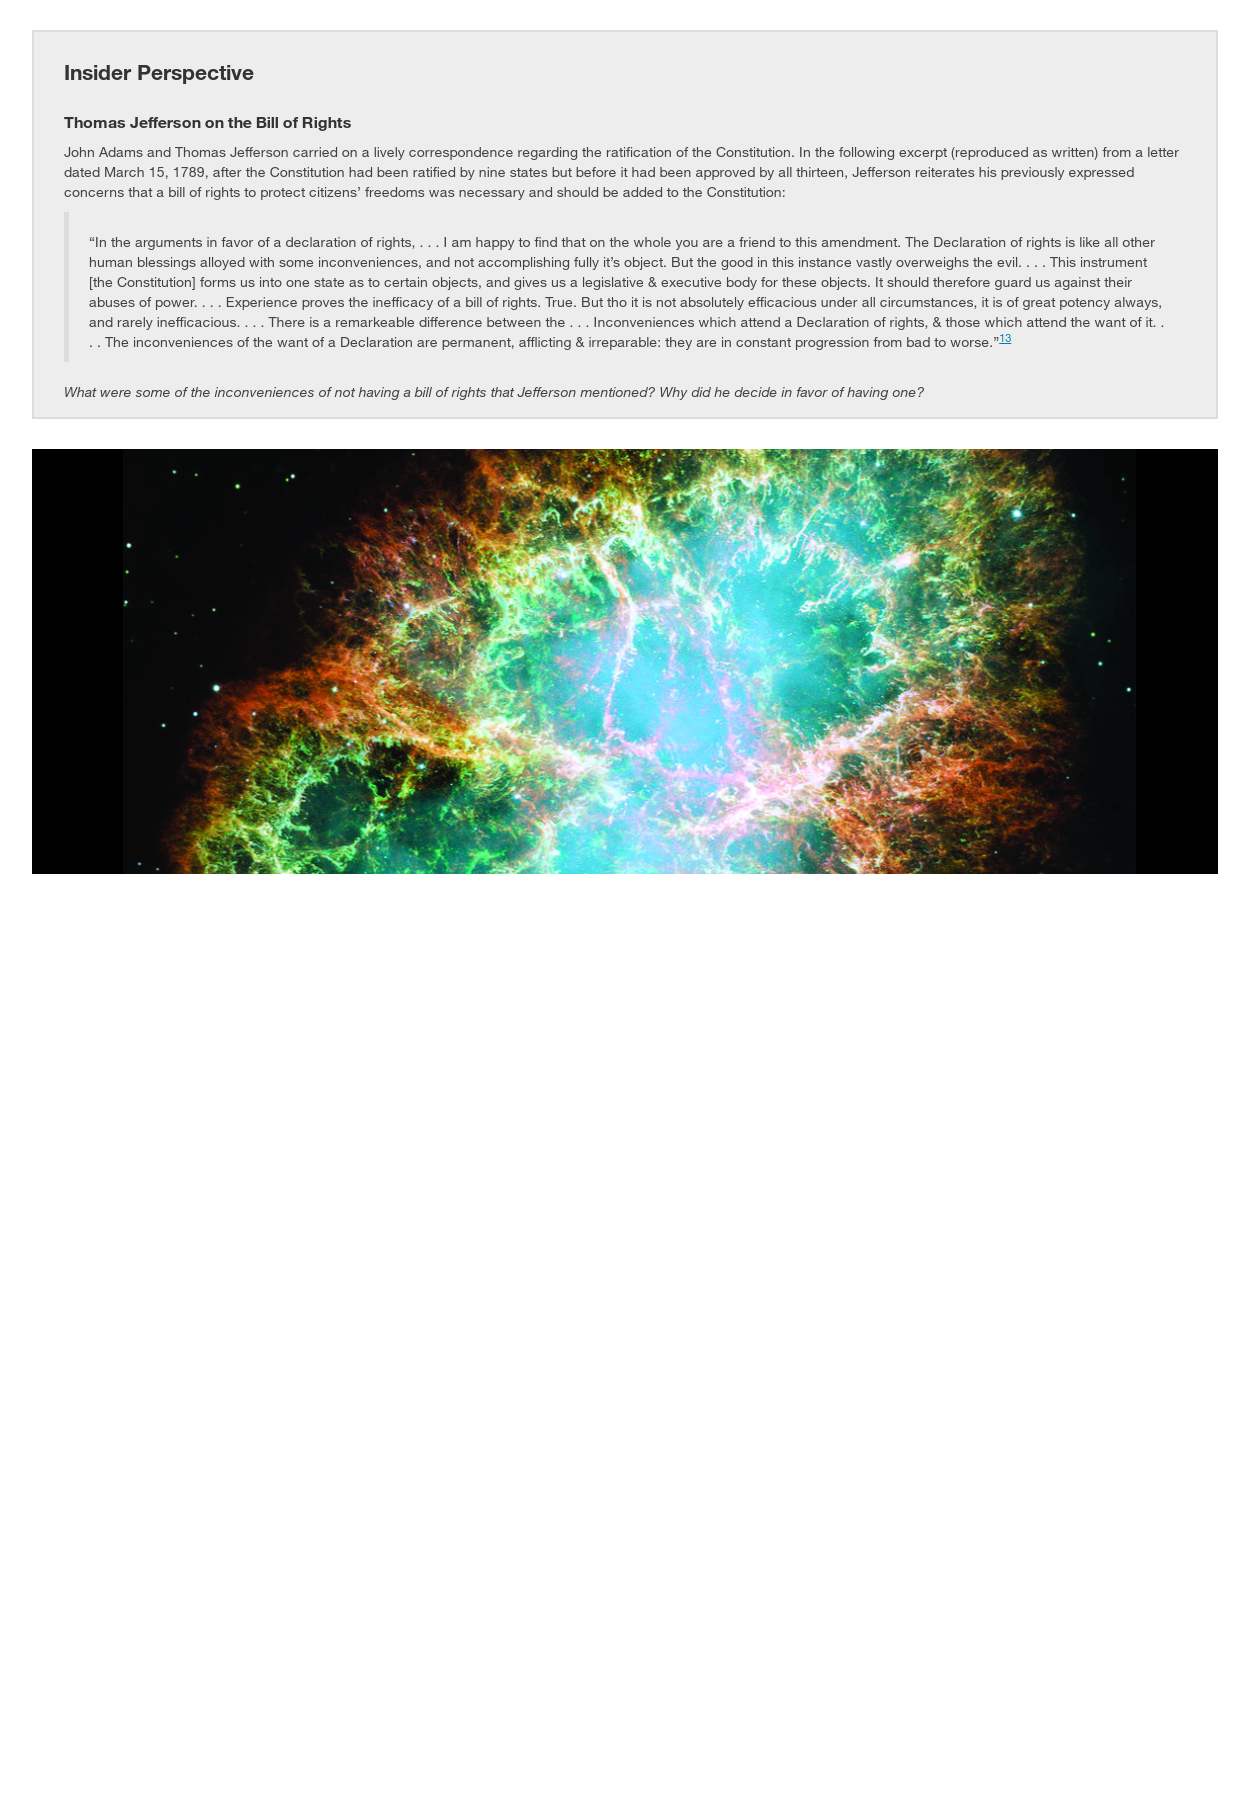 Insider Perspective
Thomas Jefferson on the Bill of Rights
John Adams and Thomas Jefferson carried on a lively correspondence regarding the ratification of the Constitution. In the following excerpt (reproduced as written) from a letter
dated March 15, 1789, after the Constitution had been ratified by nine states but before it had been approved by all thirteen, Jefferson reiterates his previously expressed
concerns that a bill of rights to protect citizens’ freedoms was necessary and should be added to the Constitution:
“In the arguments in favor of a declaration of rights, . . . I am happy to find that on the whole you are a friend to this amendment. The Declaration of rights is like all other
human blessings alloyed with some inconveniences, and not accomplishing fully it’s object. But the good in this instance vastly overweighs the evil. . . . This instrument
[the Constitution] forms us into one state as to certain objects, and gives us a legislative & executive body for these objects. It should therefore guard us against their
abuses of power. . . . Experience proves the inefficacy of a bill of rights. True. But tho it is not absolutely efficacious under all circumstances, it is of great potency always,
and rarely inefficacious. . . . There is a remarkeable difference between the . . . Inconveniences which attend a Declaration of rights, & those which attend the want of it. .
. . The inconveniences of the want of a Declaration are permanent, afflicting & irreparable: they are in constant progression from bad to worse.”13
What were some of the inconveniences of not having a bill of rights that Jefferson mentioned? Why did he decide in favor of having one?